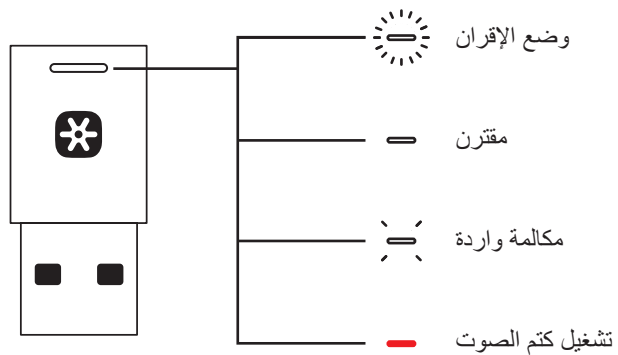 وضع الإقران
مقترن
مكالمة واردة
تشغيل كتم الصوت